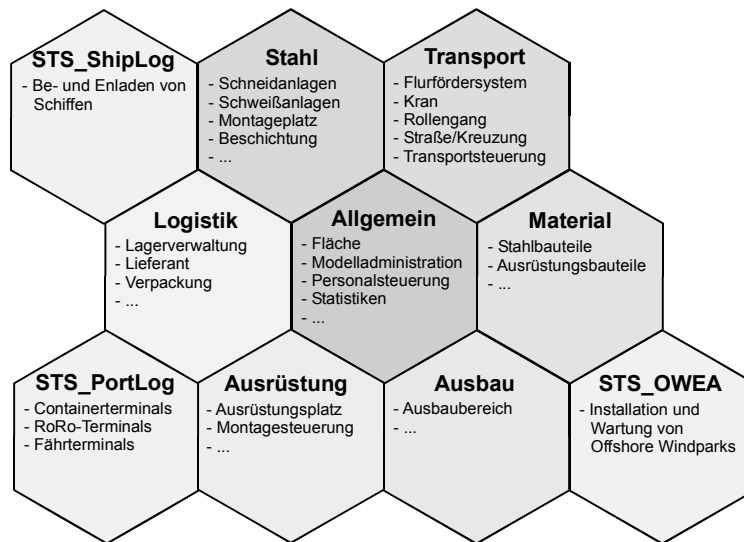 STS_ShipLog
- Be- und Enladen von
Schiffen
Stahl
- Schneidanlagen
- Schweißanlagen
- Montageplatz
- Beschichtung
- ...
Transport
- Flurfördersystem
- Kran
- Rollengang
- Straße/Kreuzung
- Transportsteuerung
Logistik
- Lagerverwaltung
- Lieferant
- Verpackung
- ...
Allgemein
- Fläche
- Modelladministration
- Personalsteuerung
- Statistiken
- ...
Material
- Stahlbauteile
- Ausrüstungsbauteile
- ...
STS_PortLog
- Containerterminals
- RoRo-Terminals
- Fährterminals
Ausrüstung
- Ausrüstungsplatz
- Montagesteuerung
- ...
Ausbau
- Ausbaubereich
- ...
STS_OWEA
- Installation und
Wartung von
Offshore Windparks